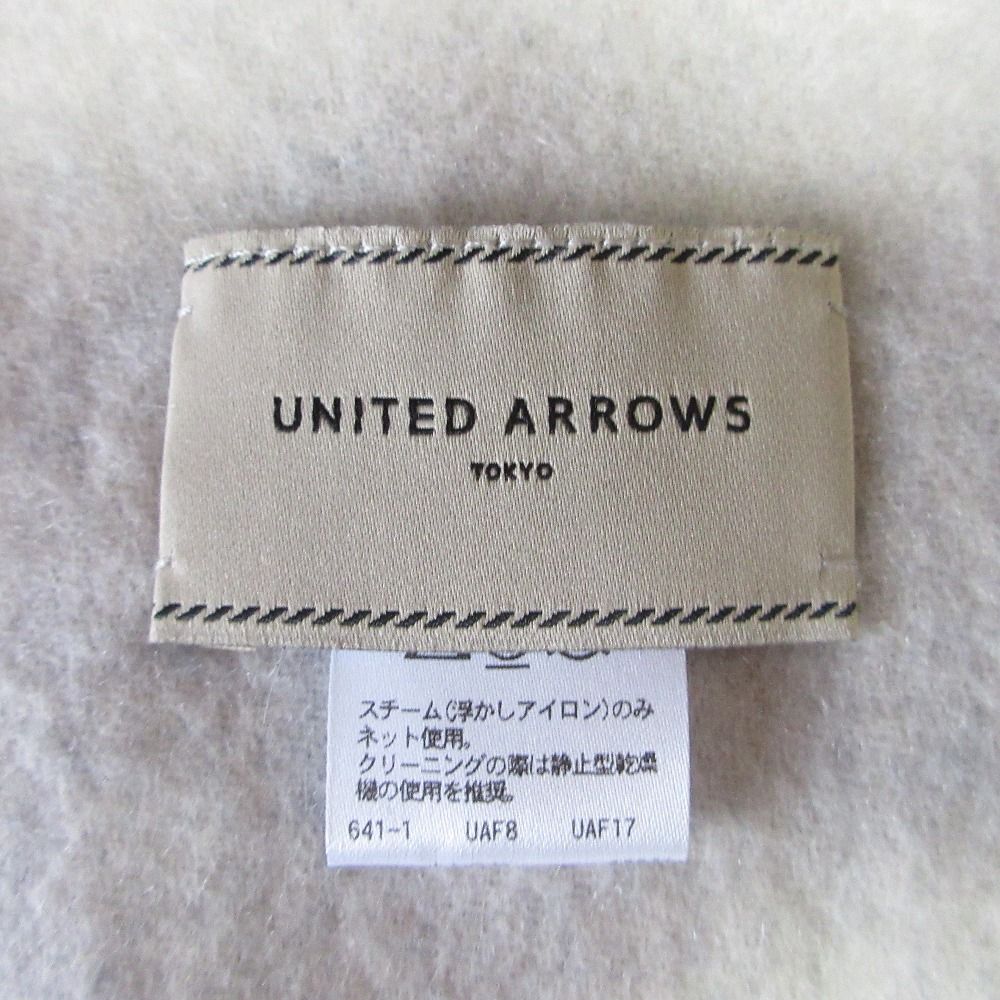 UNITED ARROWS
TOKYO
スチーム(浮かしアイロン)のみ
ネット使用。
クリーニングの際は静止型乾燥
機の使用を推奨。
641-1 UAF8 UAF17